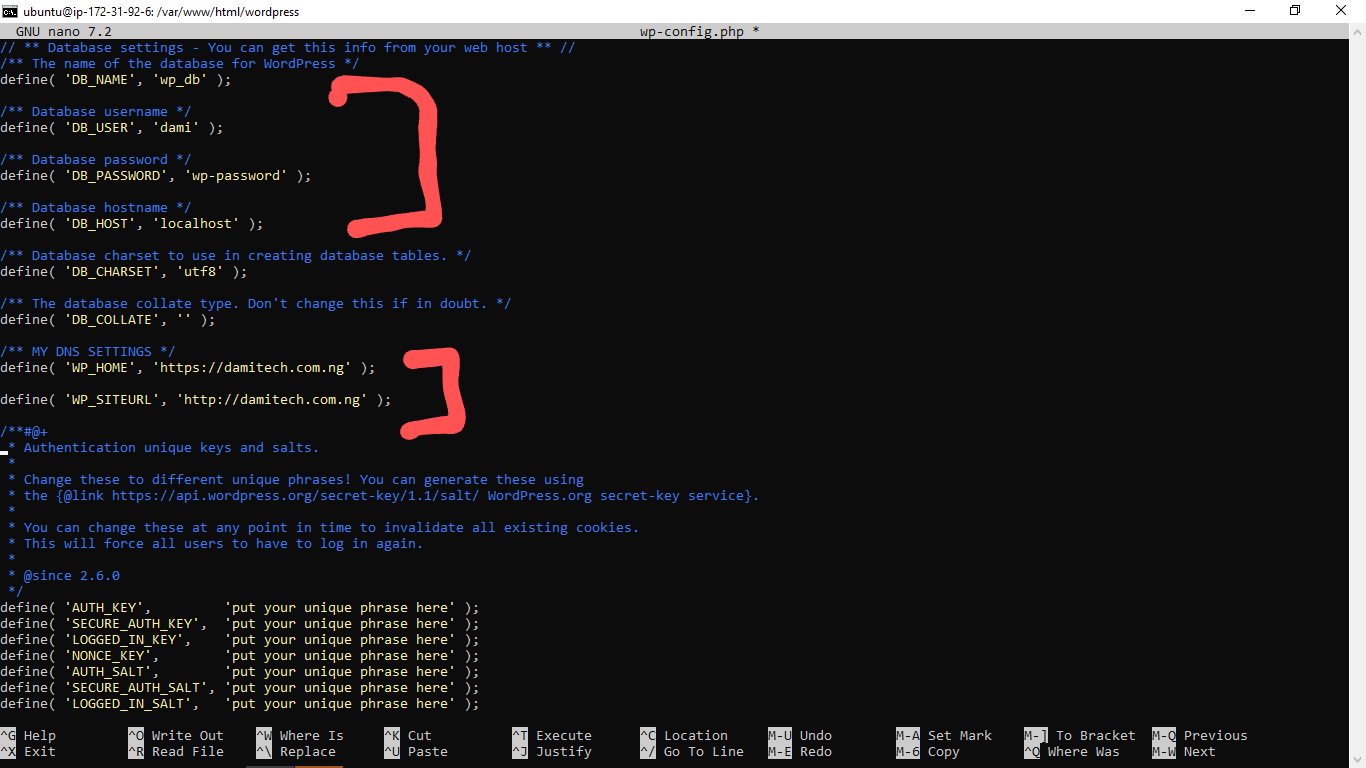 ubuntu@ip-172-31-92-6: /var/www/html/wordpress
GNU nano 7.2 wp-config.php *
// ** Database settings - You can get this info from your web host ** //
/** The name of the database for WordPress */
define( 'DB_NAME', 'wp_db' );
/** Database username */
define( 'DB_USER', 'dami' );
/** Database password */
define( 'DB_PASSWORD', 'wp-password' );
/** Database hostname */
define( 'DB_HOST', 'localhost' );
/** Database charset to use in creating database tables. */
define( 'DB_CHARSET', 'utf8' );
/** The database collate type. Don't change this if in doubt. */
define( 'DB_COLLATE', '' );
/** MY DNS SETTINGS */
define( 'WP_HOME', 'https://damitech.com.ng' );
define( 'WP_SITEURL', 'http://damitech.com.ng' );
/**#@+
 * Authentication unique keys and salts.
 *
 * Change these to different unique phrases! You can generate these using
 * the {@link https://api.wordpress.org/secret-key/1.1/salt/ WordPress.org secret-key service}.
 *
 * You can change these at any point in time to invalidate all existing cookies.
 * This will force all users to have to log in again.
 *
 * @since 2.6.0
 */
define( 'AUTH_KEY',         'put your unique phrase here' );
define( 'SECURE_AUTH_KEY',  'put your unique phrase here' );
define( 'LOGGED_IN_KEY',    'put your unique phrase here' );
define( 'NONCE_KEY',        'put your unique phrase here' );
define( 'AUTH_SALT',        'put your unique phrase here' );
define( 'SECURE_AUTH_SALT', 'put your unique phrase here' );
define( 'LOGGED_IN_SALT',   'put your unique phrase here' );
^G Help ^O Write Out ^W Where Is ^K Cut ^T Execute ^C Location M-U Undo M-A Set Mark M-] To Bracket M-Q Previous
^X Exit ^R Read File ^\ Replace ^U Paste ^J Justify ^/ Go To Line M-E Redo M-6 Copy ^Q Where Was M-W Next